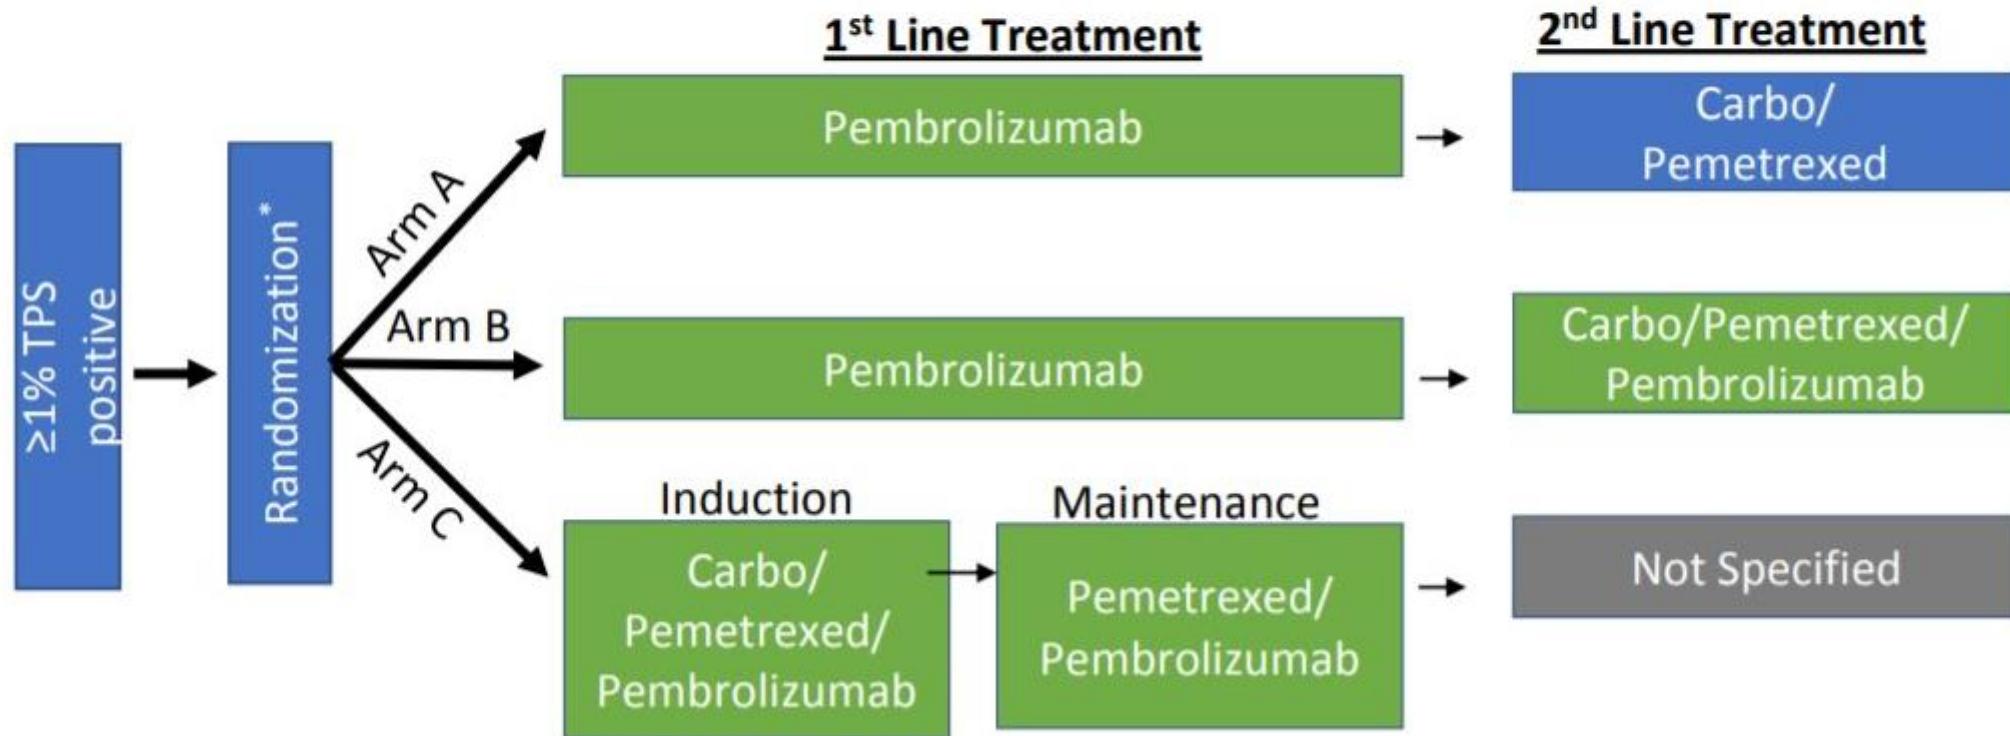 1st Line Treatment
2nd Line Treatment
≥1% TPS
positive
Randomization*
Arm A
Pembrolizumab
Carbo/
Pemetrexed
Arm B
Pembrolizumab
Carbo/Pemetrexed/
Pembrolizumab
Arm C
Induction
Carbo/
Pemetrexed/
Pembrolizumab
Maintenance
Pemetrexed/
Pembrolizumab
Not Specified